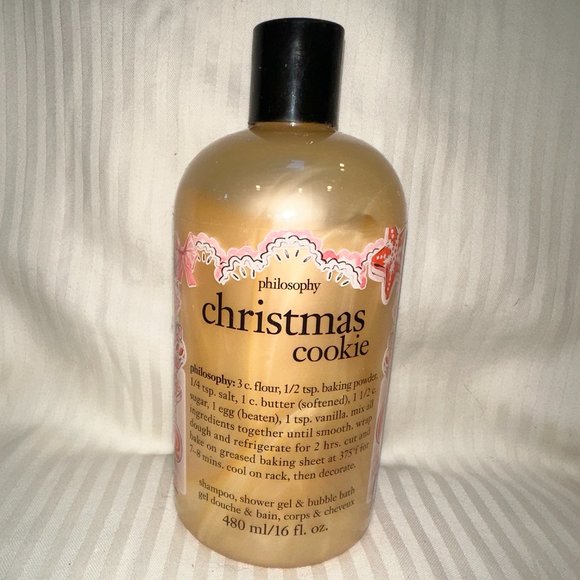 philosophy
christmas
cookie
philosophy: 3 c. flour, 1/2 tsp. baking powder,
1/4 tsp. salt, 1 c. butter (softened), 1 1/2 c.
sugar, 1 egg (beaten), 1 tsp. vanilla. mix all
ingredients together until smooth. wrap
dough and refrigerate for 2 hrs. cut and
bake on greased baking sheet at 375°f for
7-8 mins. cool on rack, then decorate.
shampoo, shower gel & bubble bath
gel douche & bain, corps & cheveux
480 ml/16 fl. oz.